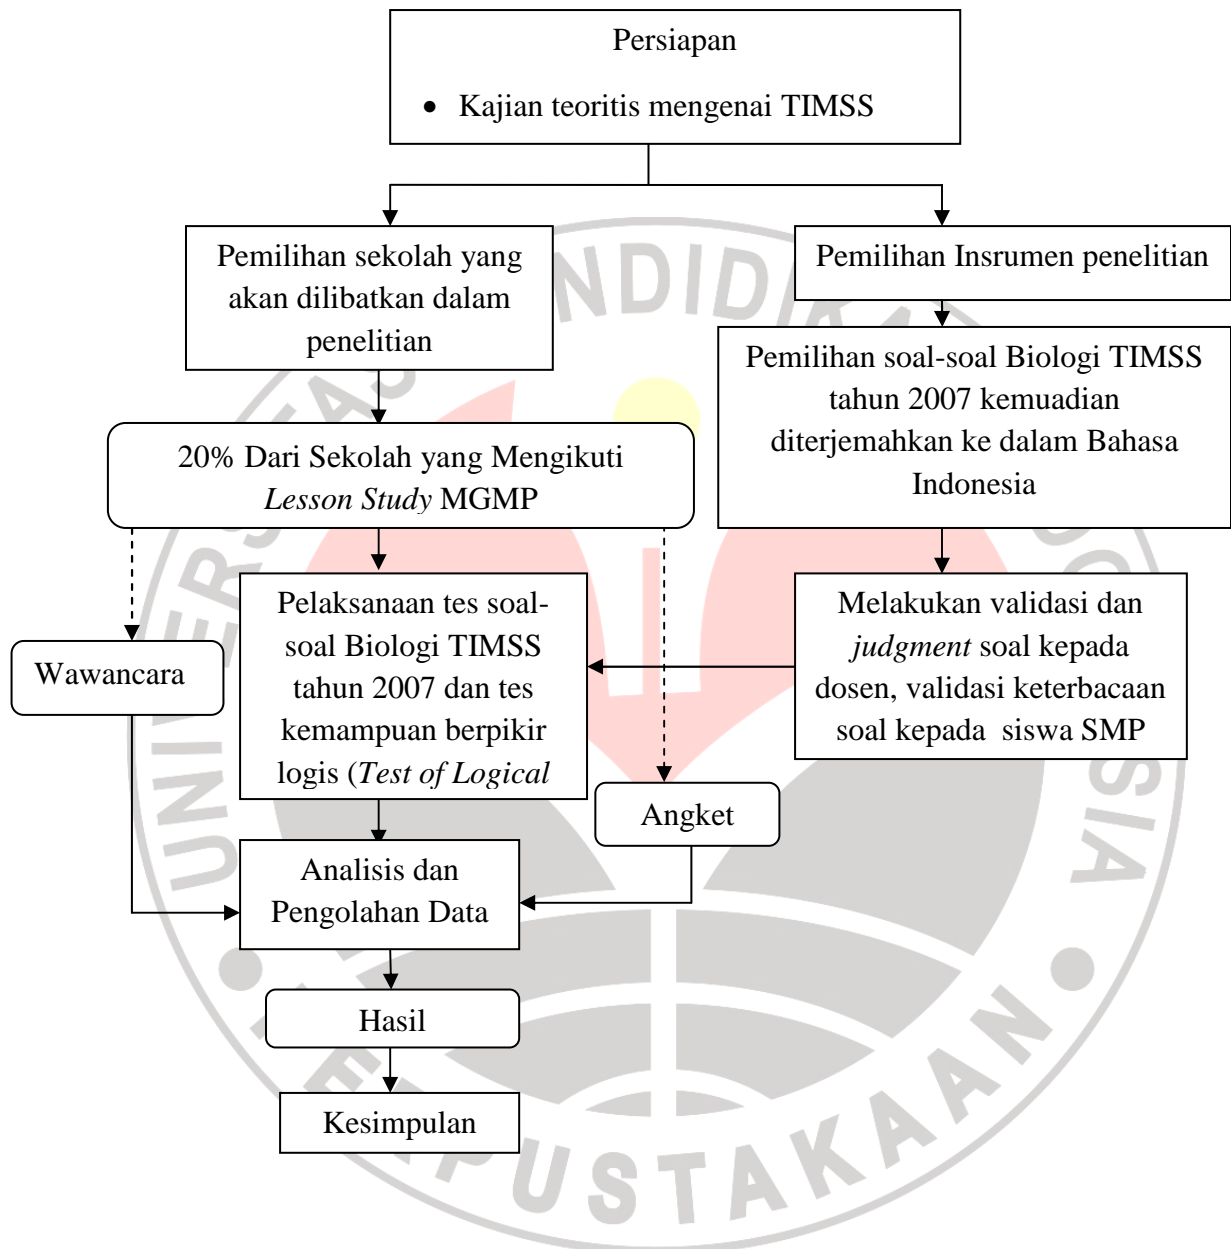 Persiapan
• Kajian teoritis mengenai TIMSS
Pemilihan sekolah yang
akan dilibatkan dalam
penelitian
Pemilihan Insrumen penelitian
Pemilihan soal-soal Biologi TIMSS
tahun 2007 kemuadian
diterjemahkan ke dalam Bahasa
Indonesia
20% Dari Sekolah yang Mengikuti
Lesson Study MGMP
Pelaksanaan tes soal-
soal Biologi TIMSS
tahun 2007 dan tes
kemampuan berpikir
logis (Test of Logical
Melakukan validasi dan
judgment soal kepada
dosen, validasi keterbacaan
soal kepada siswa SMP
Wawancara
Angket
Analisis dan
Pengolahan Data
Hasil
Kesimpulan
PUSTAKAAN